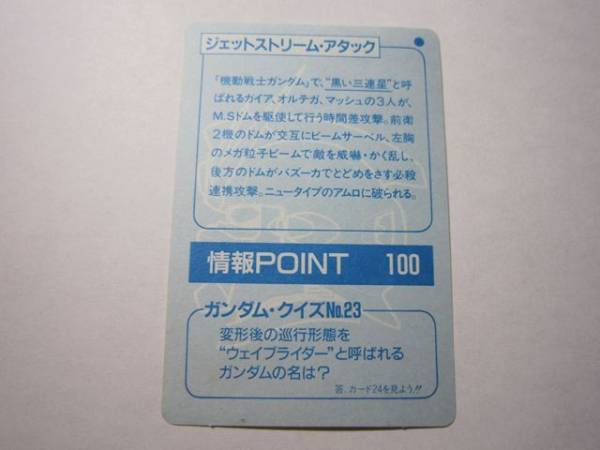 ジェットストリーム・アタック
「機動戦士ガンダム」で、“黒い三連星”と呼
ばれるガイア、オルテガ、マッシュの3人が、
M.Sドムを駆使して行う時間差攻撃。前衛
2機のドムが交互にビームサーベル、左胸
のメガ粒子ビームで敵を威嚇・かく乱し、
後方のドムがバズーカでとどめをさす必殺
連携攻撃。ニュータイプのアムロに破られる。
情報POINT 100
ガンダム・クイズNo.23
変形後の巡行形態を
“ウェイブライダー”と呼ばれる
ガンダムの名は?
答、カード24を見よう!!